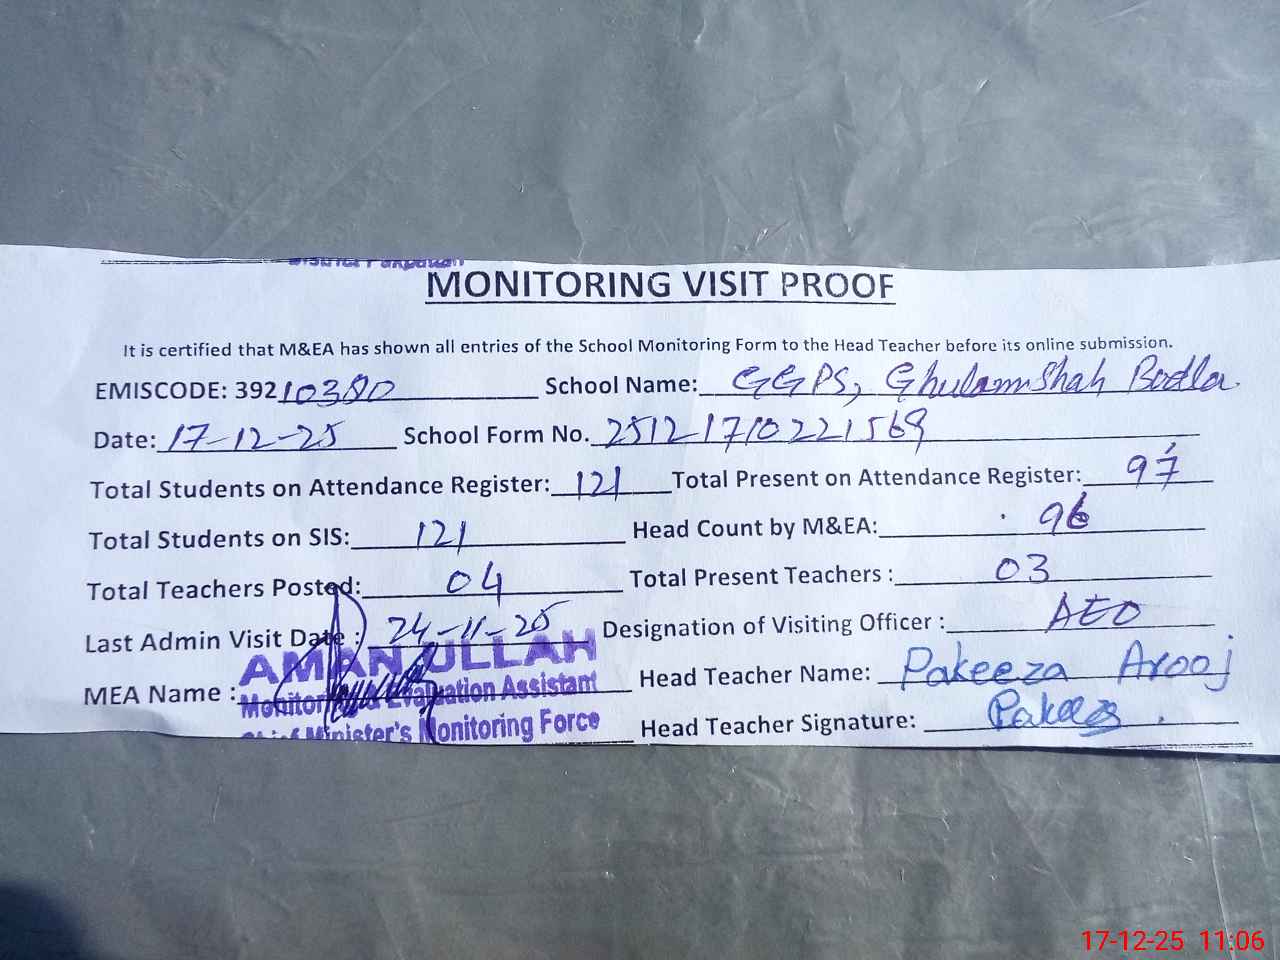 District Pakpattan
MONITORING VISIT PROOF
It is certified that M&EA has shown all entries of the School Monitoring Form to the Head Teacher before its online submission.
EMISCODE: 39210380 School Name: GGPS, Ghulam Shah Bodla.
Date: 17-12-25 School Form No. 25121710221569
Total Students on Attendance Register: 121 Total Present on Attendance Register: 97
Total Students on SIS: 121 Head Count by M&EA: 96
Total Teachers Posted: 04 Total Present Teachers : 03
Last Admin Visit Date : 24-11-25 Designation of Visiting Officer : AEO
MEA Name : AMAN ULLAH Head Teacher Name: Pakeeza Arooj
Monitoring & Evaluation Assistant
Chief Minister's Monitoring Force Head Teacher Signature: Pakeeza.
17-12-25 11:06